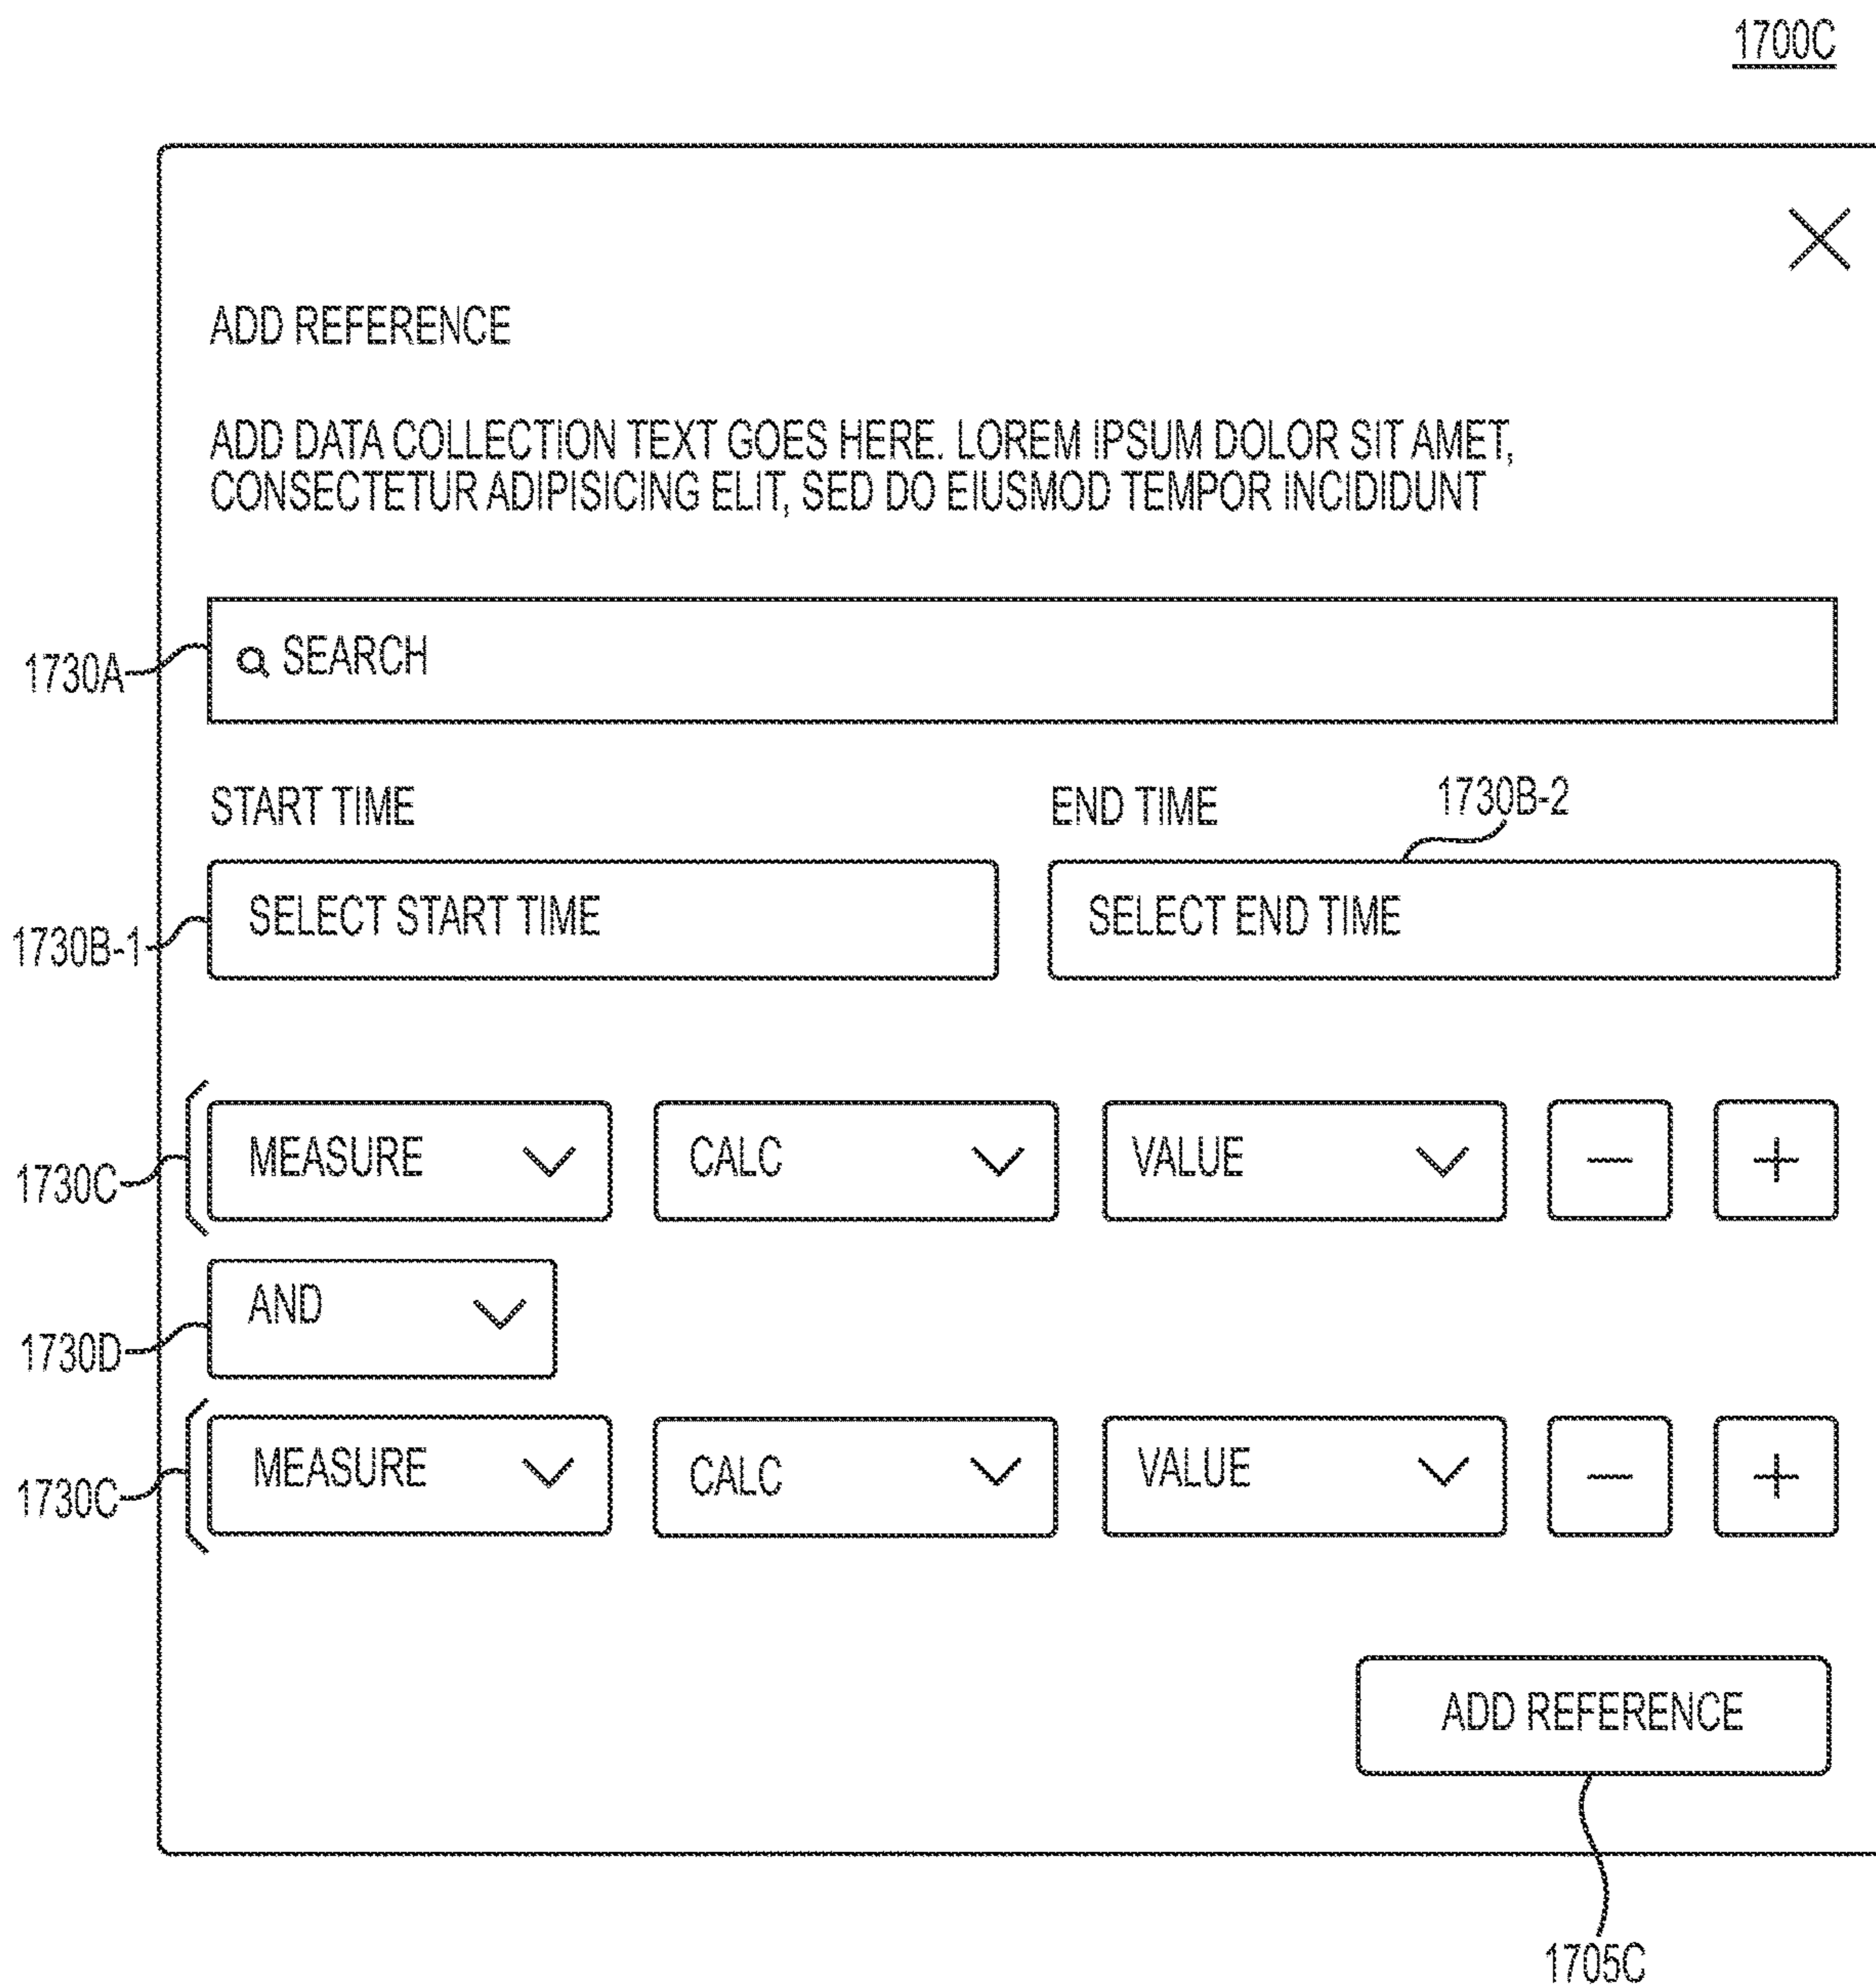 1700C
ADD REFERENCE
ADD DATA COLLECTION TEXT GOES HERE. LOREM IPSUM DOLOR SIT AMET,
CONSECTETUR ADIPISICING ELIT, SED DO EIUSMOD TEMPOR INCIDIDUNT
1730A
SEARCH
START TIME
END TIME
1730B-2
1730B-1
SELECT START TIME
SELECT END TIME
1730C
MEASURE
CALC
VALUE
−
+
1730D
AND
1730C
MEASURE
CALC
VALUE
−
+
ADD REFERENCE
1705C